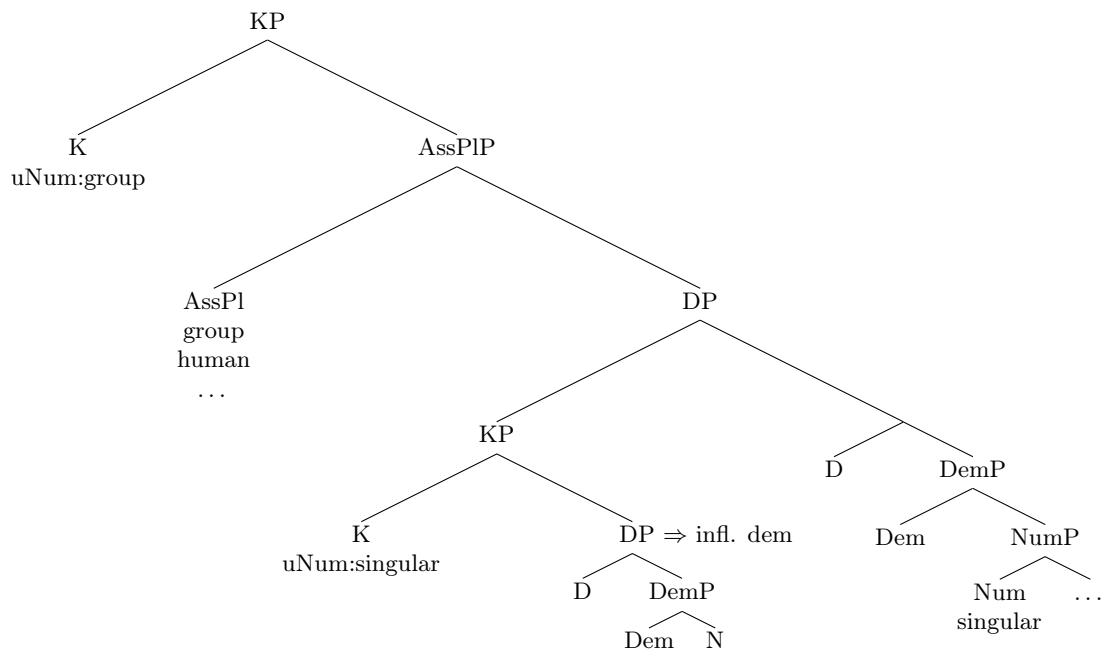 KP
K
uNum:group
AssPlP
AssPl
group
human
...
DP
KP
K
uNum:singular
DP ⇒ infl. dem
D
DemP
Dem
N
D
DemP
Dem
NumP
Num
singular
...